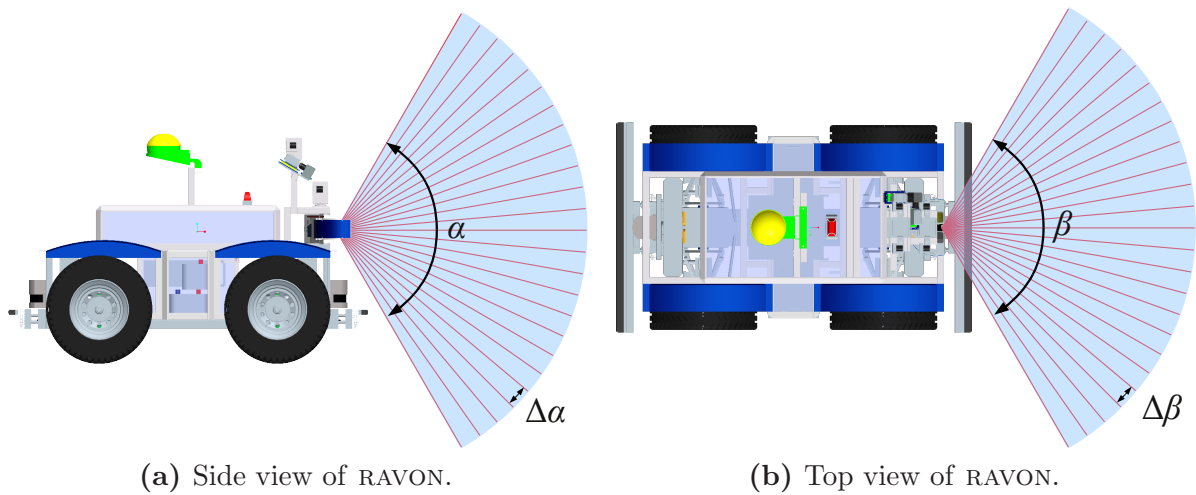 α
β
Δα
Δβ
(a) Side view of RAVON.
(b) Top view of RAVON.